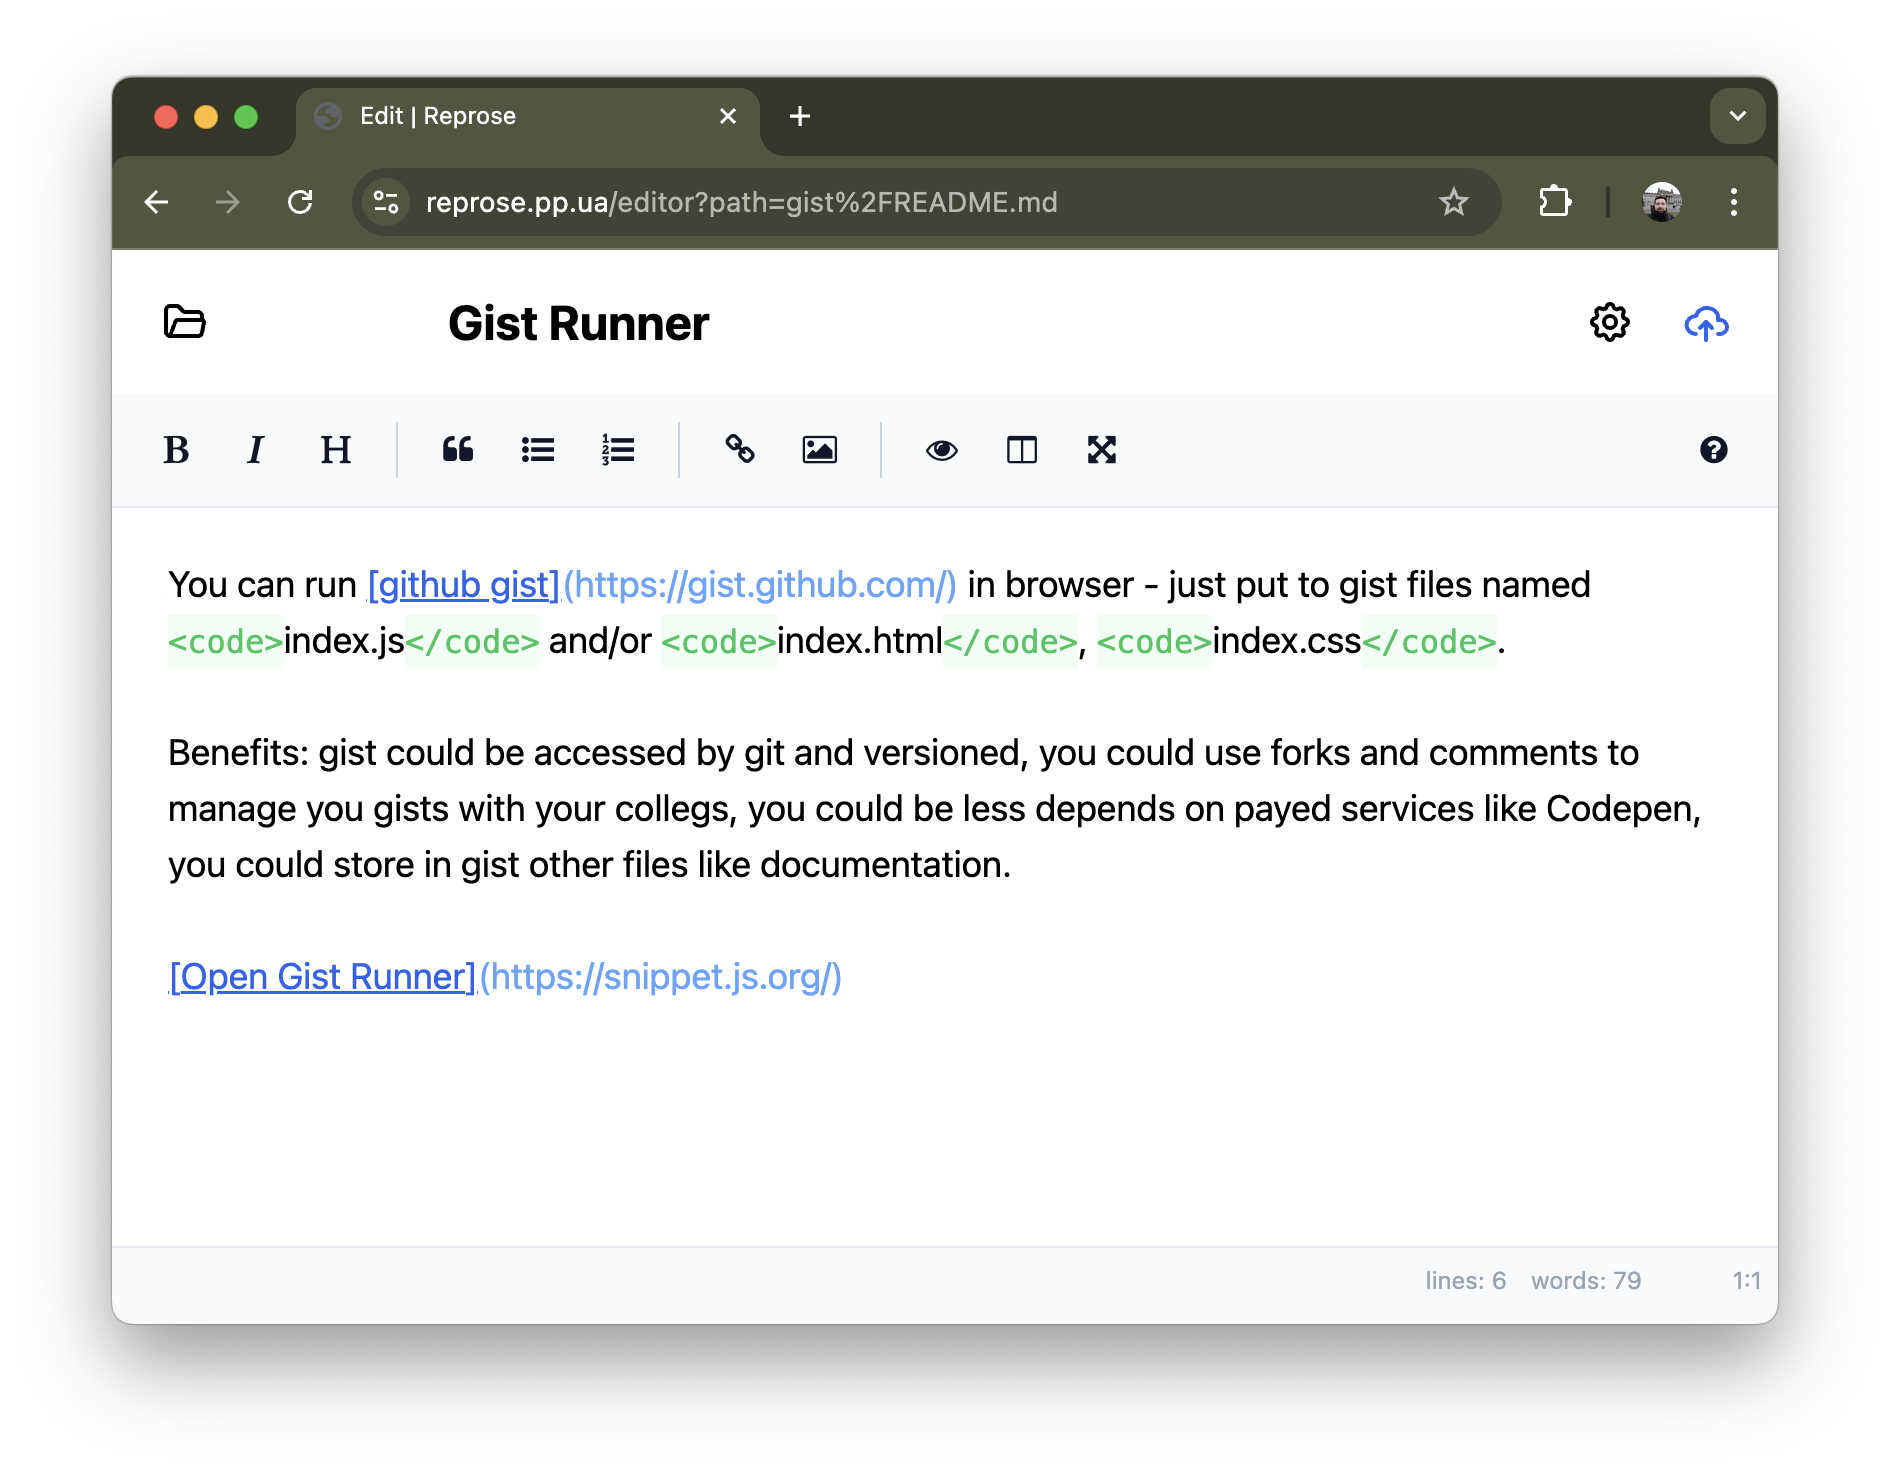 Edit | Reprose
reprose.pp.ua/editor?path=gist%2FREADME.md
Gist Runner
B I H
You can run [github gist](https://gist.github.com/) in browser - just put to gist files named
<code>index.js</code> and/or <code>index.html</code>, <code>index.css</code>.
Benefits: gist could be accessed by git and versioned, you could use forks and comments to
manage you gists with your collegs, you could be less depends on payed services like Codepen,
you could store in gist other files like documentation.
[Open Gist Runner](https://snippet.js.org/)
lines: 6 words: 79 1:1